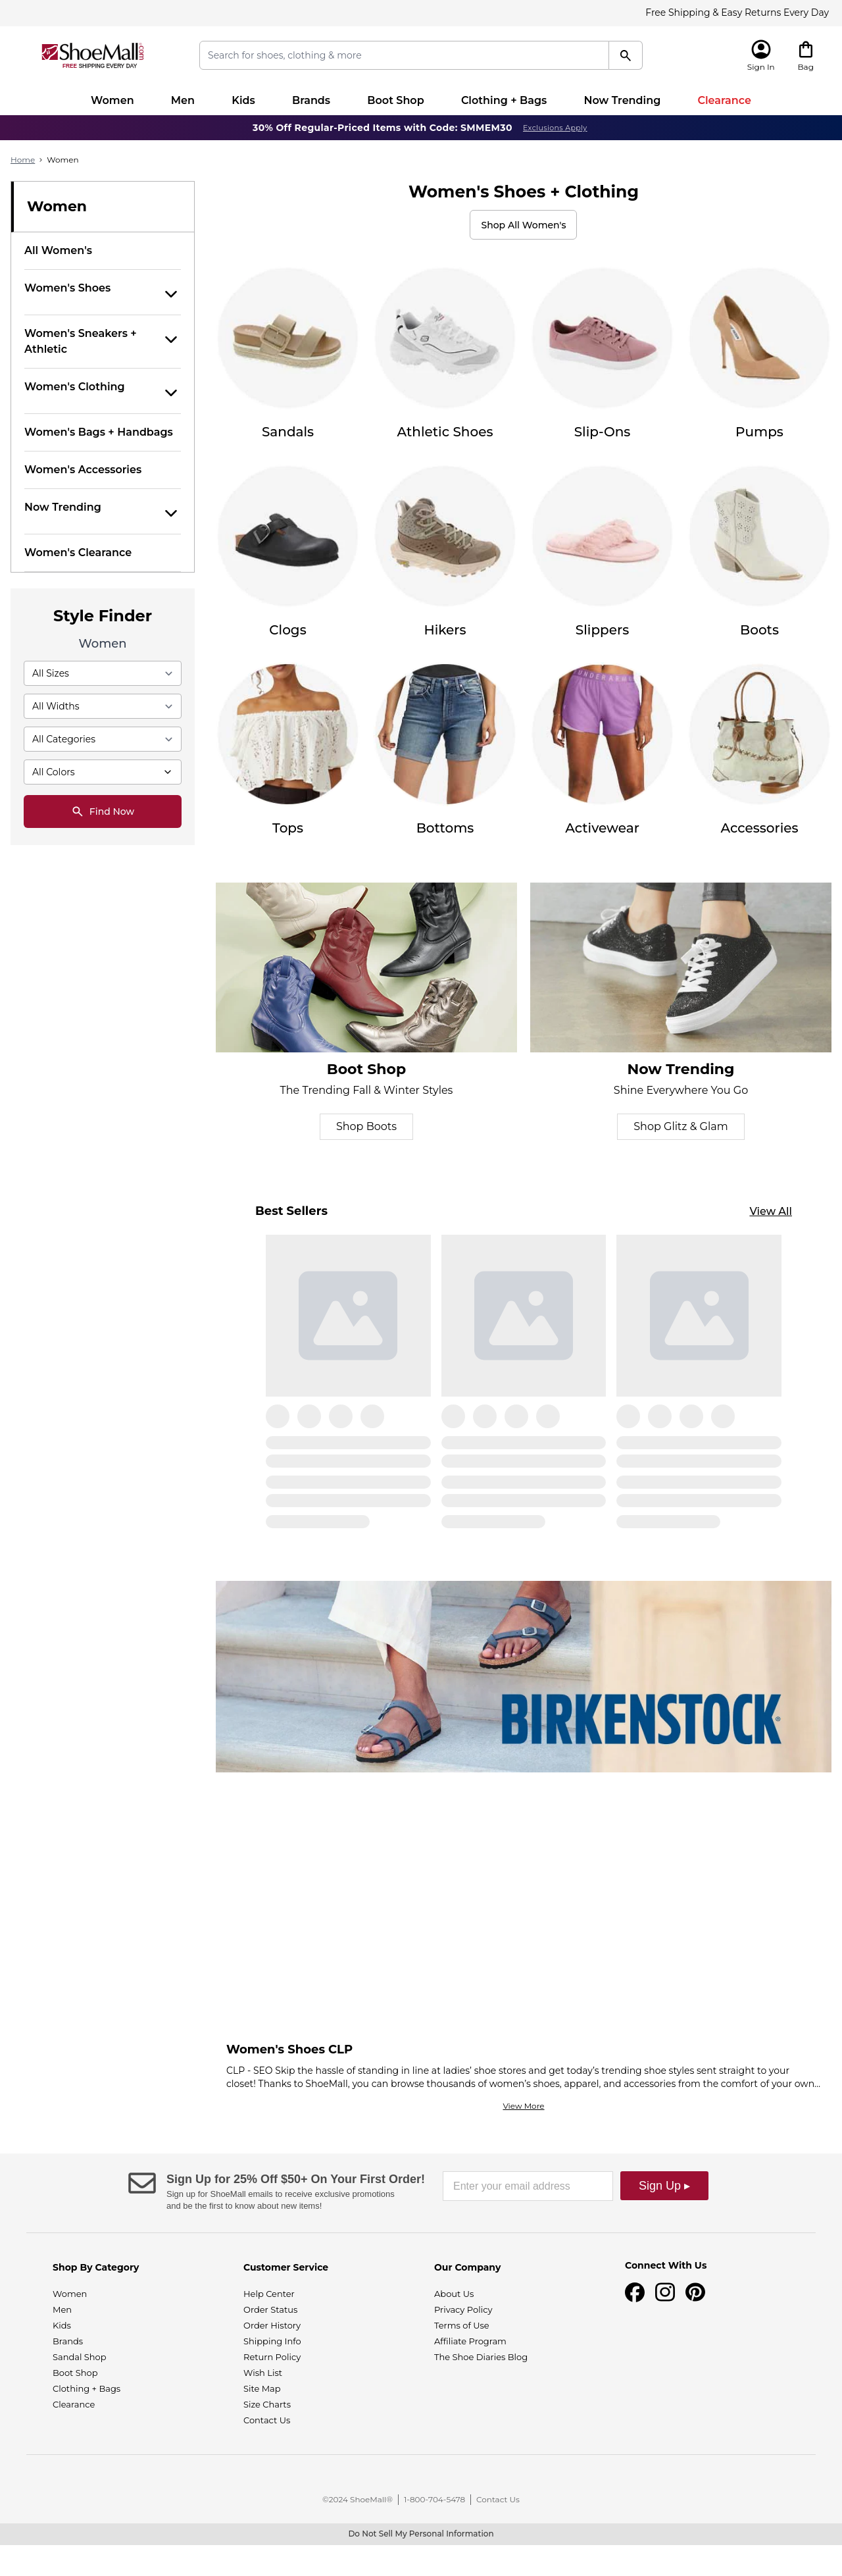 Free Shipping & Easy Returns Every Day
ShoeMall.com
FREE SHIPPING EVERY DAY
Search for shoes, clothing & more
Sign In
Bag
Women
Men
Kids
Brands
Boot Shop
Clothing + Bags
Now Trending
Clearance
30% Off Regular-Priced Items with Code: SMMEM30
Exclusions Apply
Home › Women
Women
All Women's
Women's Shoes
Women's Sneakers +
Athletic
Women's Clothing
Women's Bags + Handbags
Women's Accessories
Now Trending
Women's Clearance
Style Finder
Women
All Sizes
All Widths
All Categories
All Colors
Find Now
Women's Shoes + Clothing
Shop All Women's
Sandals
Athletic Shoes
Slip-Ons
Pumps
Clogs
Hikers
Slippers
Boots
Tops
Bottoms
Activewear
Accessories
Boot Shop
The Trending Fall & Winter Styles
Shop Boots
Now Trending
Shine Everywhere You Go
Shop Glitz & Glam
Best Sellers
View All
BIRKENSTOCK®
Women's Shoes CLP
CLP - SEO Skip the hassle of standing in line at ladies’ shoe stores and get today’s trending shoe styles sent straight to your
closet! Thanks to ShoeMall, you can browse thousands of women’s shoes, apparel, and accessories from the comfort of your own...
View More
Sign Up for 25% Off $50+ On Your First Order!
Sign up for ShoeMall emails to receive exclusive promotions
and be the first to know about new items!
Enter your email address
Sign Up ▸
Shop By Category
Women
Men
Kids
Brands
Sandal Shop
Boot Shop
Clothing + Bags
Clearance
Customer Service
Help Center
Order Status
Order History
Shipping Info
Return Policy
Wish List
Site Map
Size Charts
Contact Us
Our Company
About Us
Privacy Policy
Terms of Use
Affiliate Program
The Shoe Diaries Blog
Connect With Us
©2024 ShoeMall®
1-800-704-5478
Contact Us
Do Not Sell My Personal Information